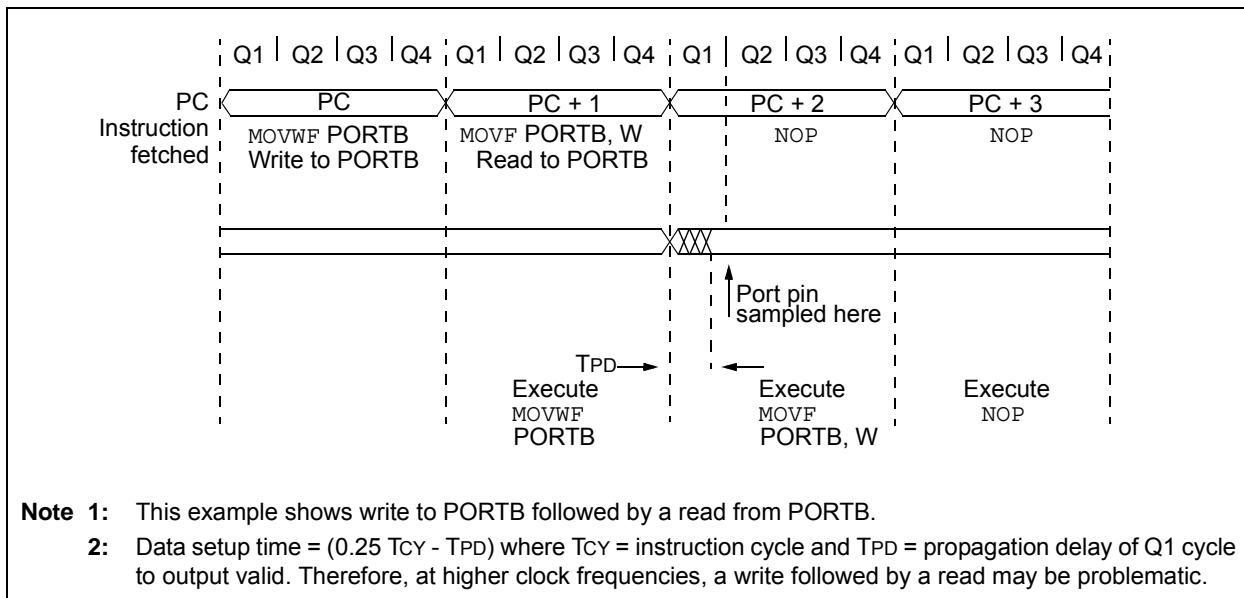 Q1 Q2 Q3 Q4 Q1 Q2 Q3 Q4 Q1 Q2 Q3 Q4 Q1 Q2 Q3 Q4
PC PC PC + 1 PC + 2 PC + 3
Instruction fetched
MOVWF PORTB
Write to PORTB
MOVF PORTB, W
Read to PORTB
NOP
NOP
Port pin
sampled here
TPD
Execute
MOVWF
PORTB
Execute
MOVF
PORTB, W
Execute
NOP
Note 1: This example shows write to PORTB followed by a read from PORTB.
2: Data setup time = (0.25 TCY - TPD) where TCY = instruction cycle and TPD = propagation delay of Q1 cycle
to output valid. Therefore, at higher clock frequencies, a write followed by a read may be problematic.